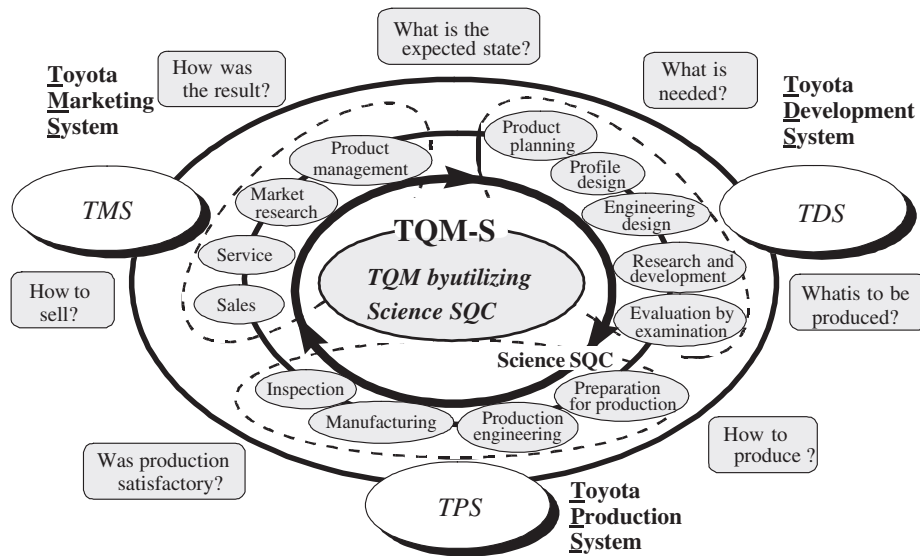 What is the
expected state?
How was
the result?
What is
needed?
Toyota
Marketing
System
Toyota
Development
System
Product
management
Product
planning
Market
research
Profile
design
Engineering
design
TMS
TDS
TQM-S
Service
TQM byutilizing
Science SQC
Research and
development
How to
sell?
Sales
Evaluation by
examination
Whatis to be
produced?
Science SQC
Inspection
Preparation
for production
Manufacturing
Production
engineering
How to
produce ?
Was production
satisfactory?
TPS
Toyota
Production
System